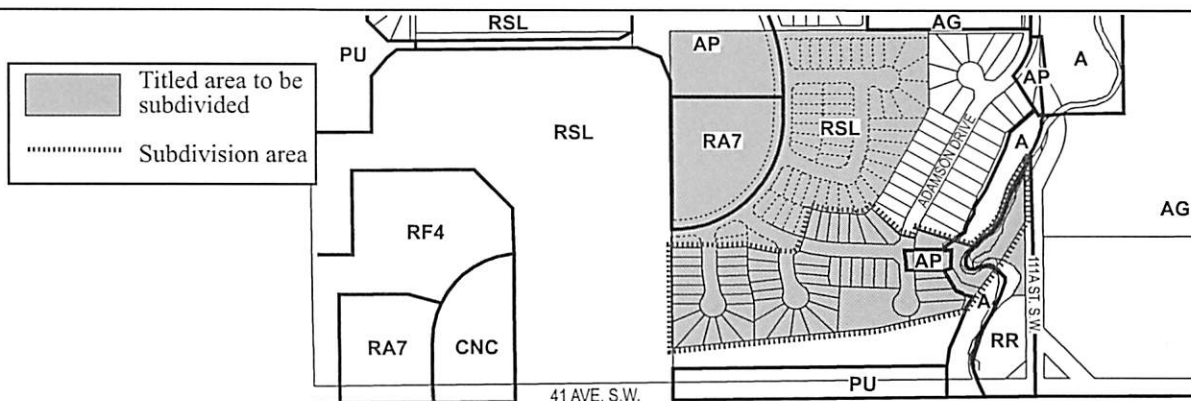 RSL
AG
PU
AP
A
AP
Titled area to be
subdivided
RSL
RA7
RSL
ADAMSON DRIVE
A
Subdivision area
AG
RF4
AP
111A ST. S.W.
A
RA7
CNC
RR
PU
41 AVE. S.W.